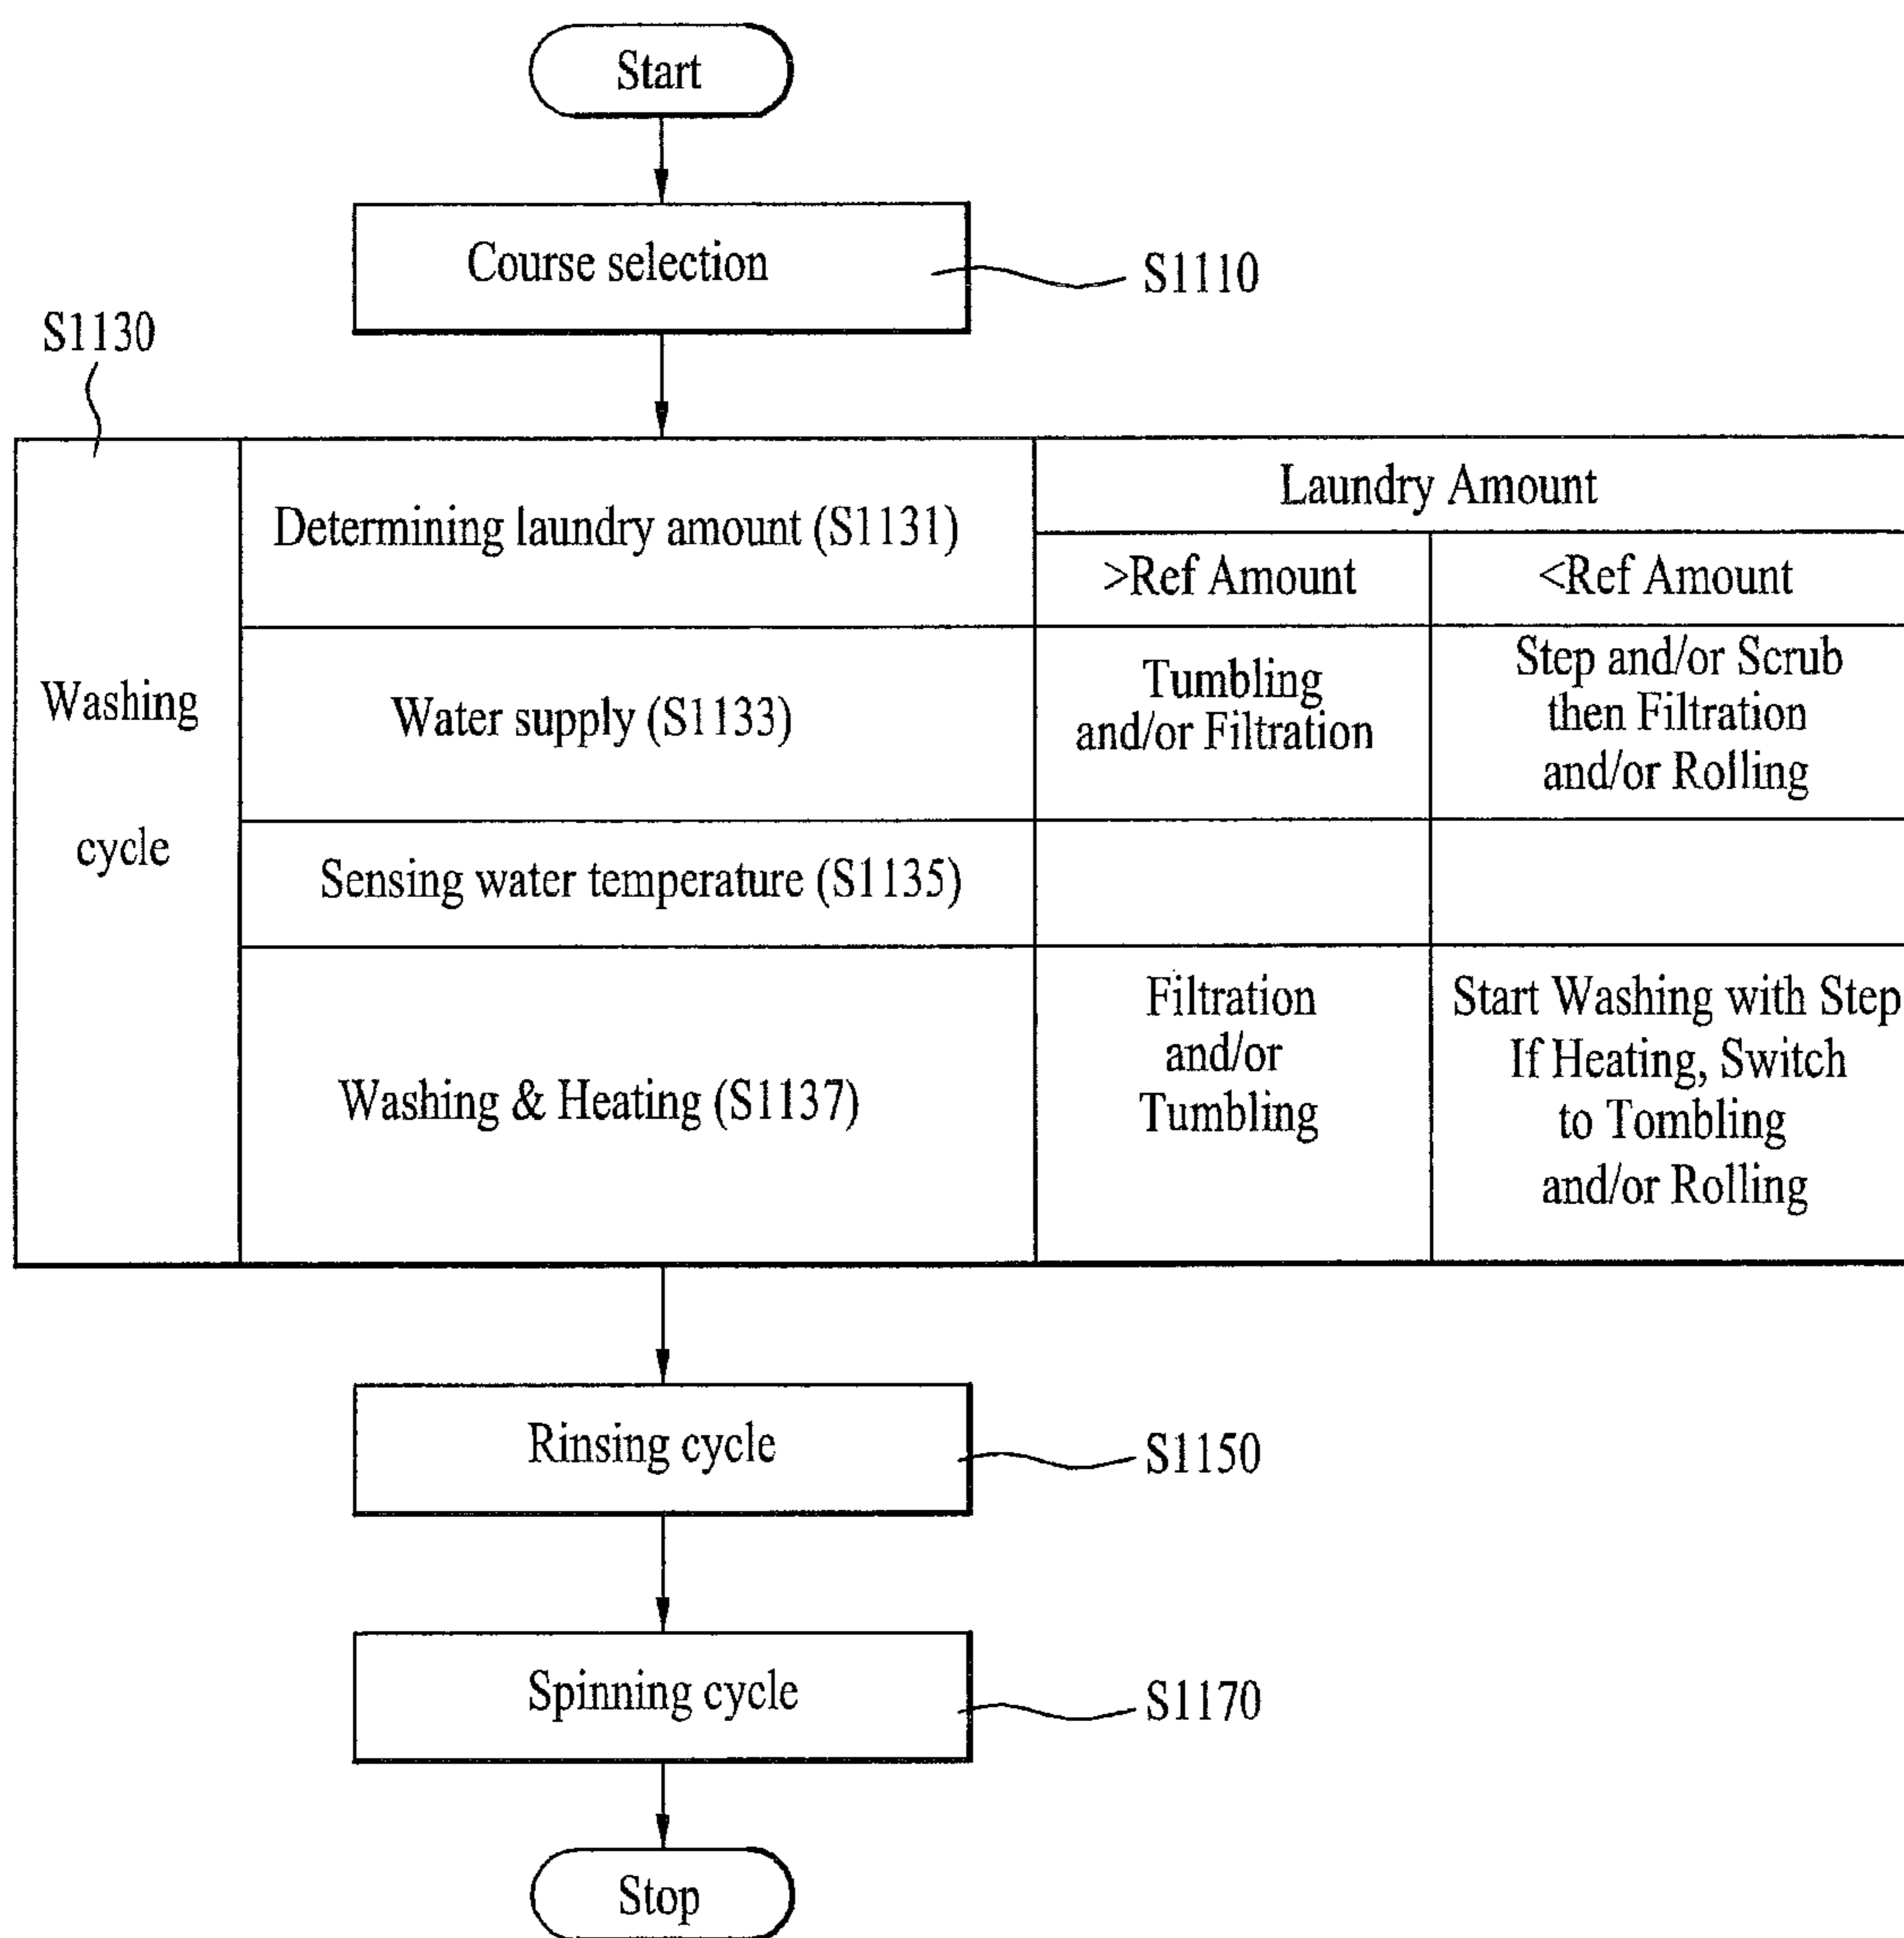 Start
Course selection
S1110
S1130
Washing
cycle
Determining laundry amount (S1131)
Laundry Amount
>Ref Amount
<Ref Amount
Water supply (S1133)
Tumbling
and/or Filtration
Step and/or Scrub
then Filtration
and/or Rolling
Sensing water temperature (S1135)
Washing & Heating (S1137)
Filtration
and/or
Tumbling
Start Washing with Step
If Heating, Switch
to Tombling
and/or Rolling
Rinsing cycle
S1150
Spinning cycle
S1170
Stop